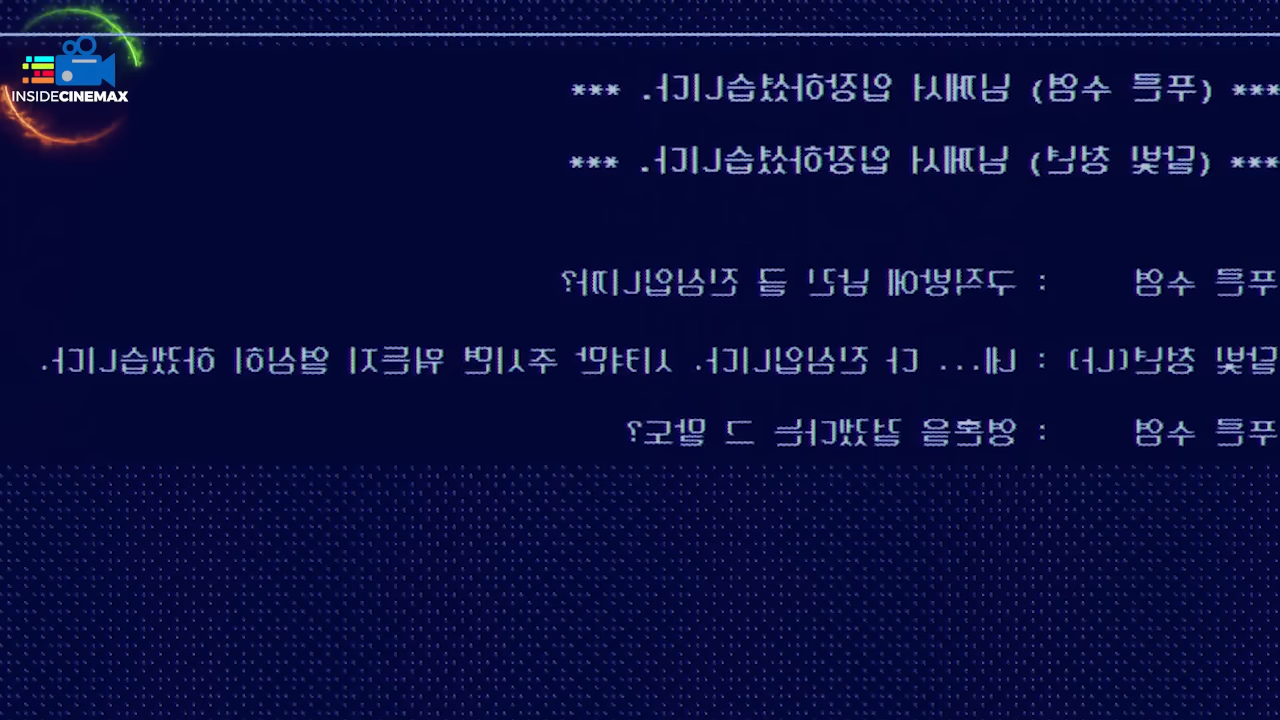 INSIDECINEMAX
*** (푸른 수염) 님께서 입장하셨습니다. ***
*** (달빛 청년) 님께서 입장하셨습니다. ***
푸른 수염 : 구직방에 남긴 글 진심입니까?
달빛 청년(나) : 네... 다 진심입니다. 시켜만 주시면 뭐든지 열심히 하겠습니다.
푸른 수염 : 영혼을 팔겠다는 그 말도?